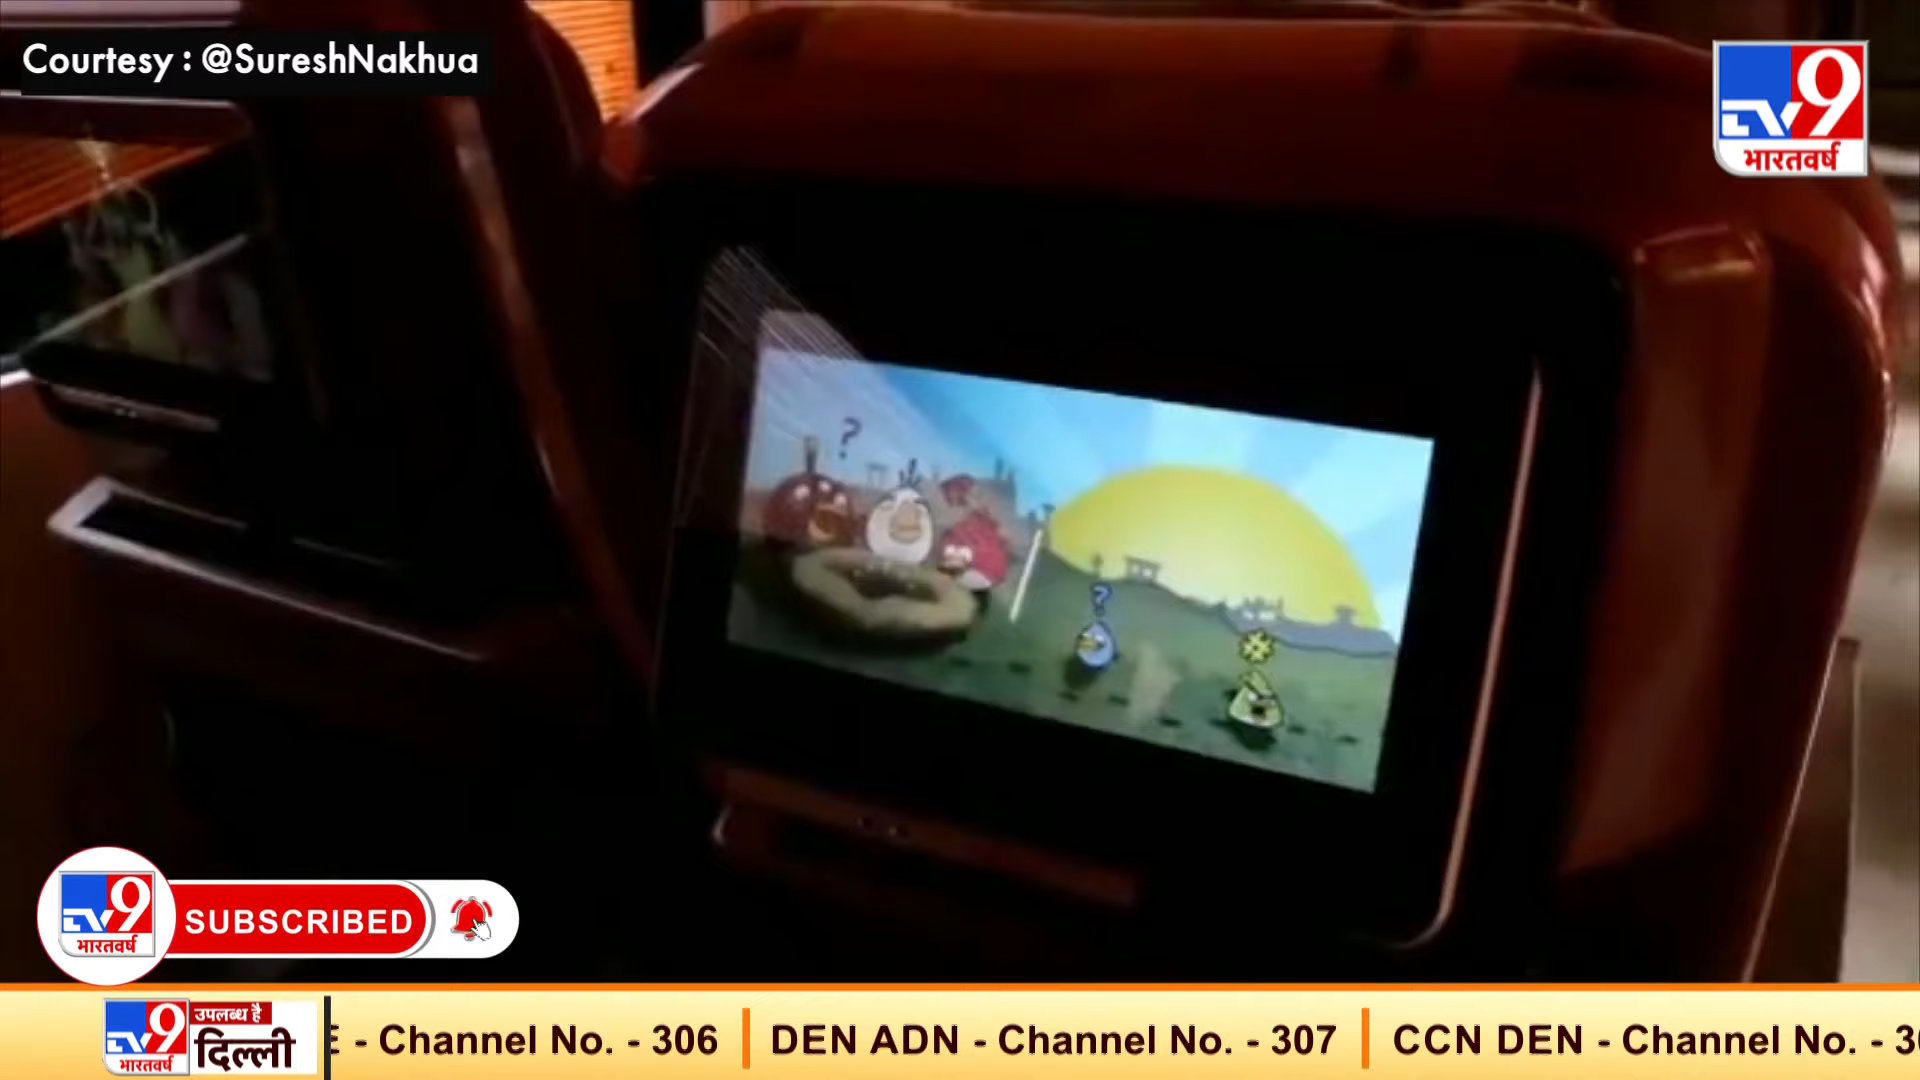 Courtesy : @SureshNakhua
TV9
भारतवर्ष
?
?
TV9
भारतवर्ष
SUBSCRIBED
TV9
भारतवर्ष
उपलब्ध है
दिल्ली
- Channel No. - 306
DEN ADN - Channel No. - 307
CCN DEN - Channel No. -